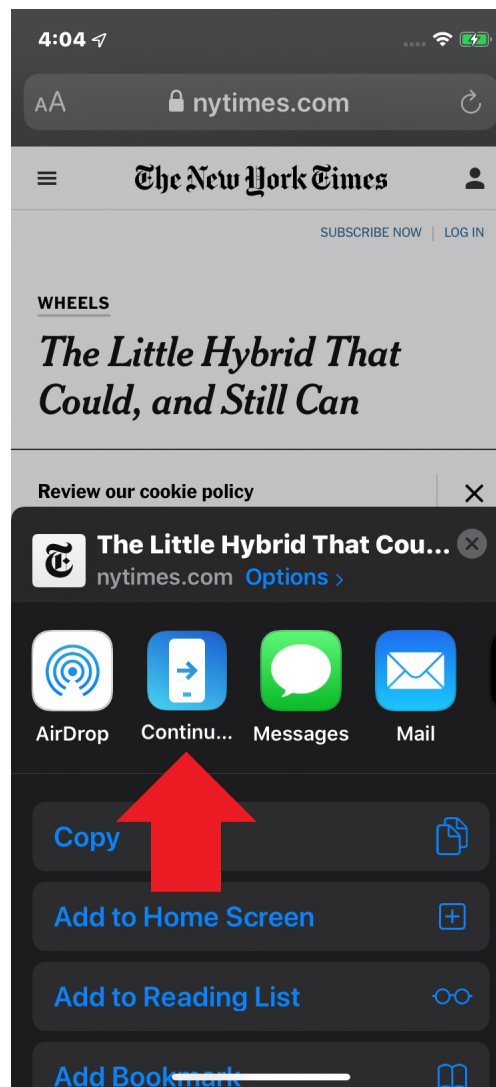 4:04
AA nytimes.com
The New York Times
SUBSCRIBE NOW | LOG IN
WHEELS
The Little Hybrid That
Could, and Still Can
Review our cookie policy
The Little Hybrid That Cou...
nytimes.com Options >
AirDrop Continu... Messages Mail
Copy
Add to Home Screen
Add to Reading List
Add Bookmark